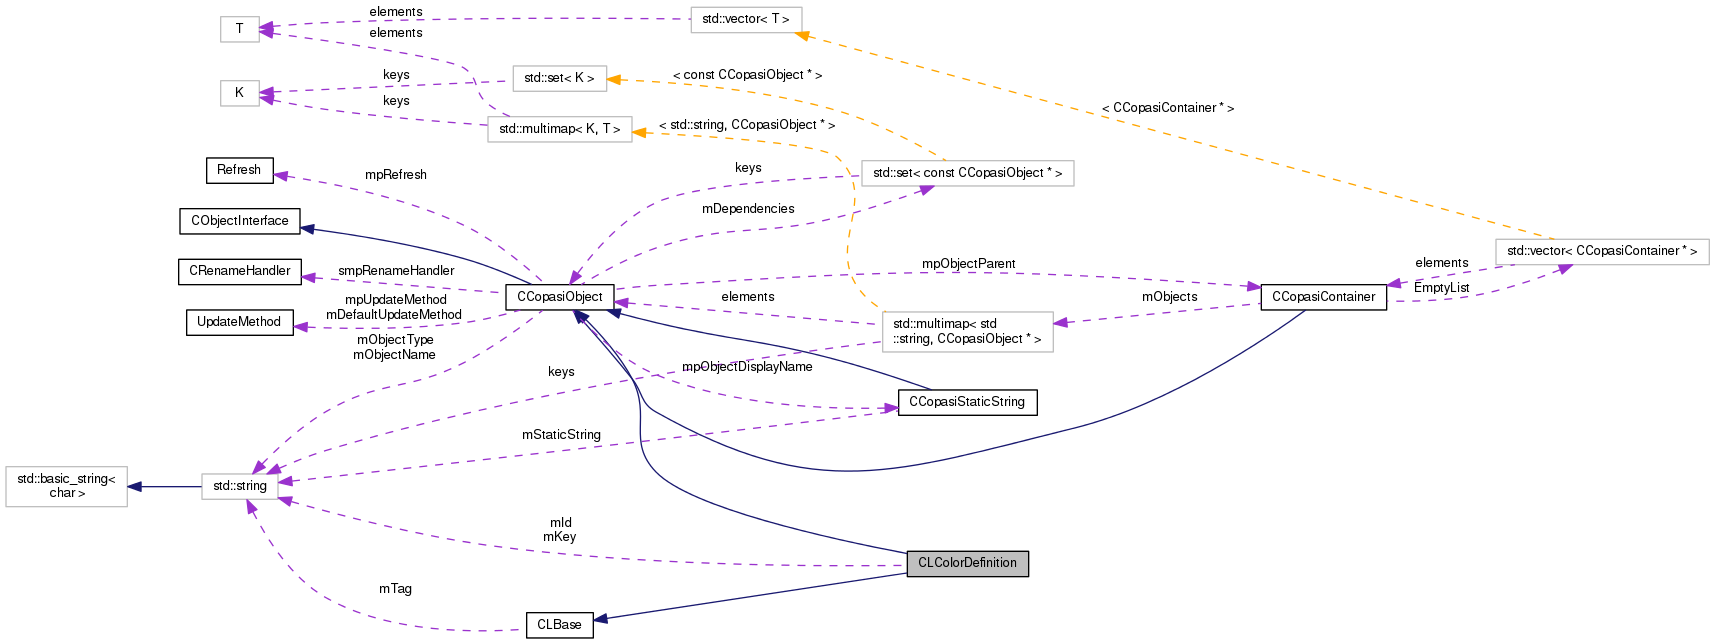 elements
std::vector< T >
T
elements
keys
std::set< K >
< const CCopasiObject * >
K
keys
< CCopasiContainer * >
std::multimap< K, T >
< std::string, CCopasiObject * >
Refresh
mpRefresh
keys
std::set< const CCopasiObject * >
mDependencies
CObjectInterface
std::vector< CCopasiContainer * >
CRenameHandler
smpRenameHandler
mpObjectParent
elements
EmptyList
CCopasiObject
elements
mObjects
CCopasiContainer
mpUpdateMethod
mDefaultUpdateMethod
UpdateMethod
std::multimap< std
::string, CCopasiObject * >
mObjectType
mObjectName
keys
mpObjectDisplayName
CCopasiStaticString
mStaticString
std::basic_string<
char >
std::string
mId
mKey
CLColorDefinition
mTag
CLBase